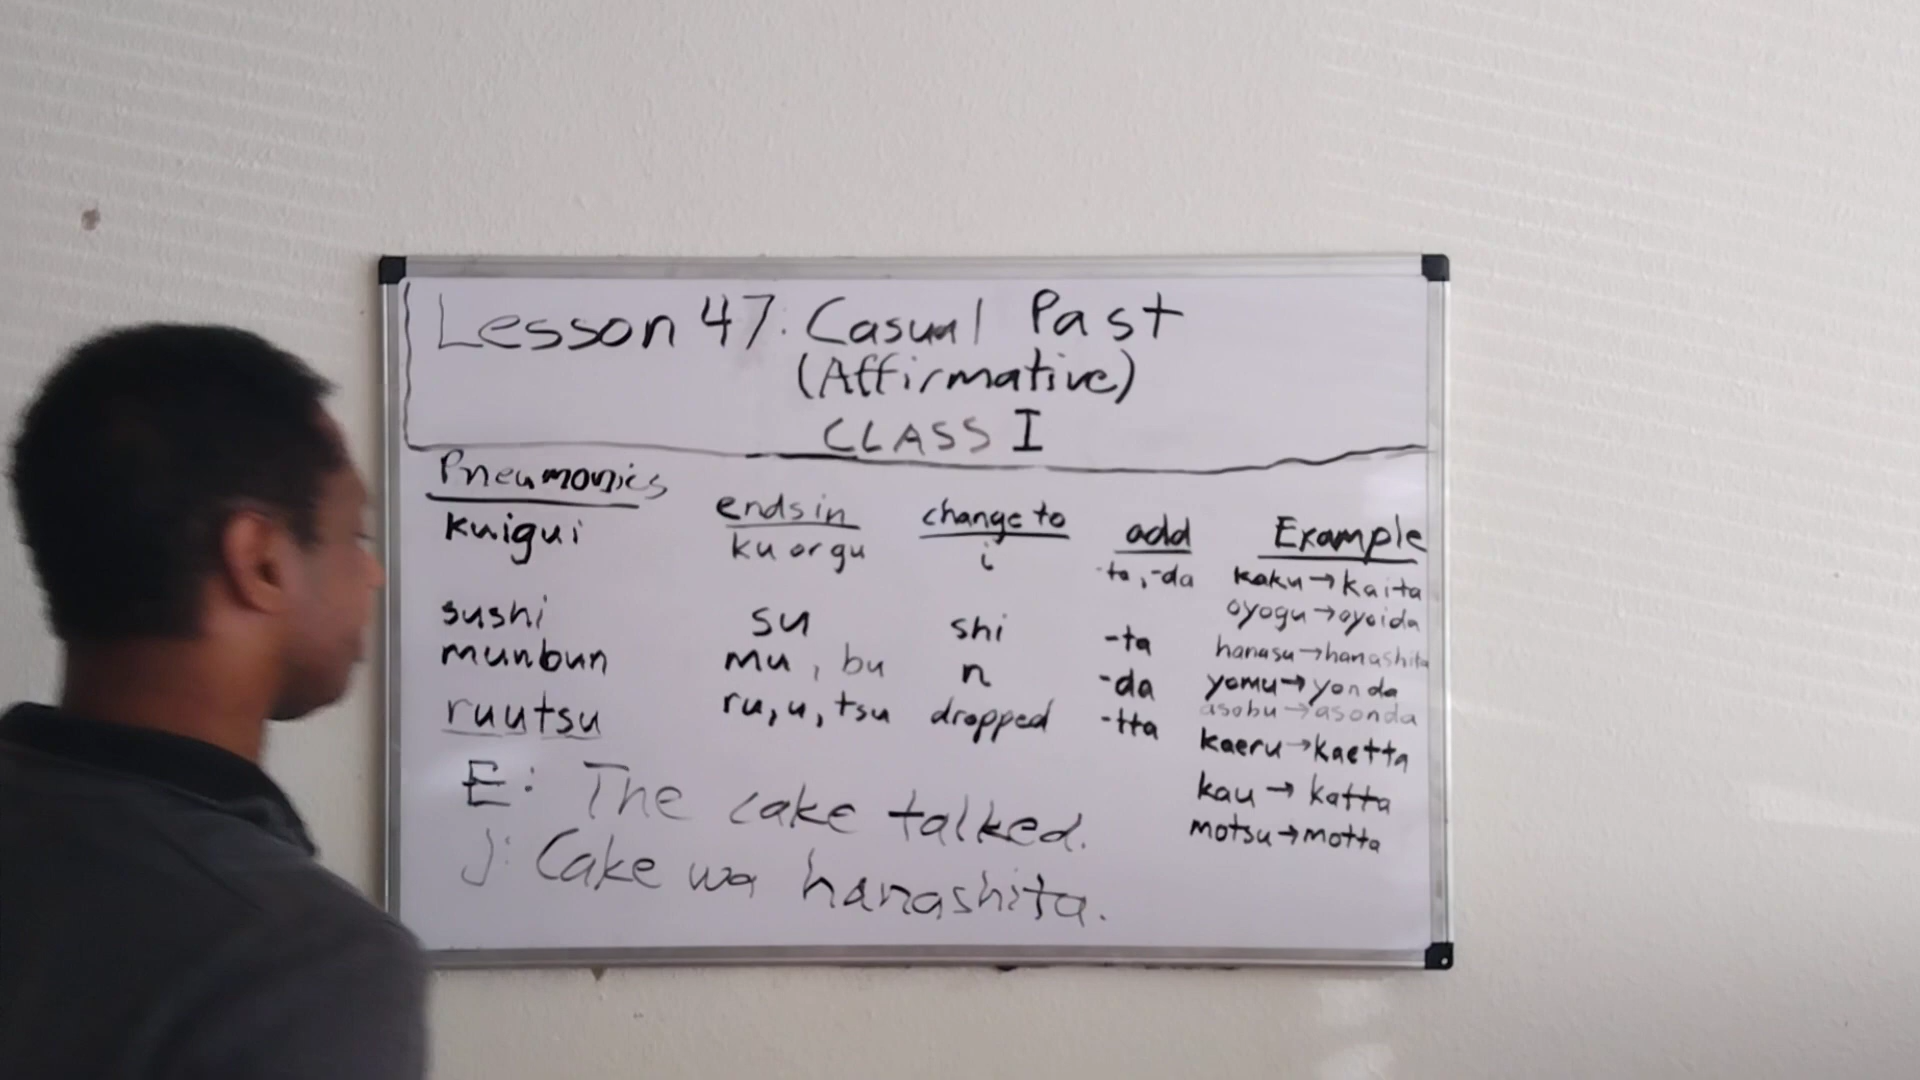 Lesson 47: Casual Past
(Affirmative)
CLASS I
Pneumonics ends in change to add Example
kuigui ku or gu i -ta, -da kaku → kaita
oyogu → oyoida
sushi su shi -ta hanasu → hanashita
munbun mu, bu n -da yomu → yonda
asobu → asonda
ruutsu ru, u, tsu dropped -tta kaeru → kaetta
kau → katta
motsu → motta
E: The cake talked.
J: Cake wa hanashita.